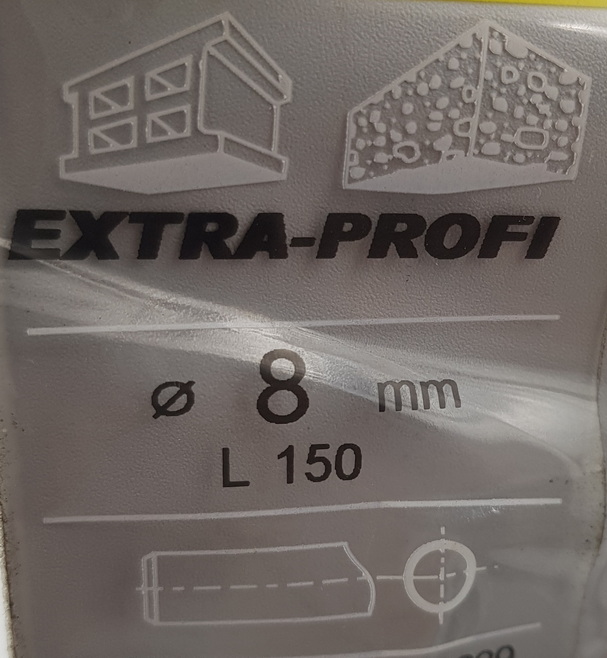 EXTRA-PROFI
ø 8 mm
L 150